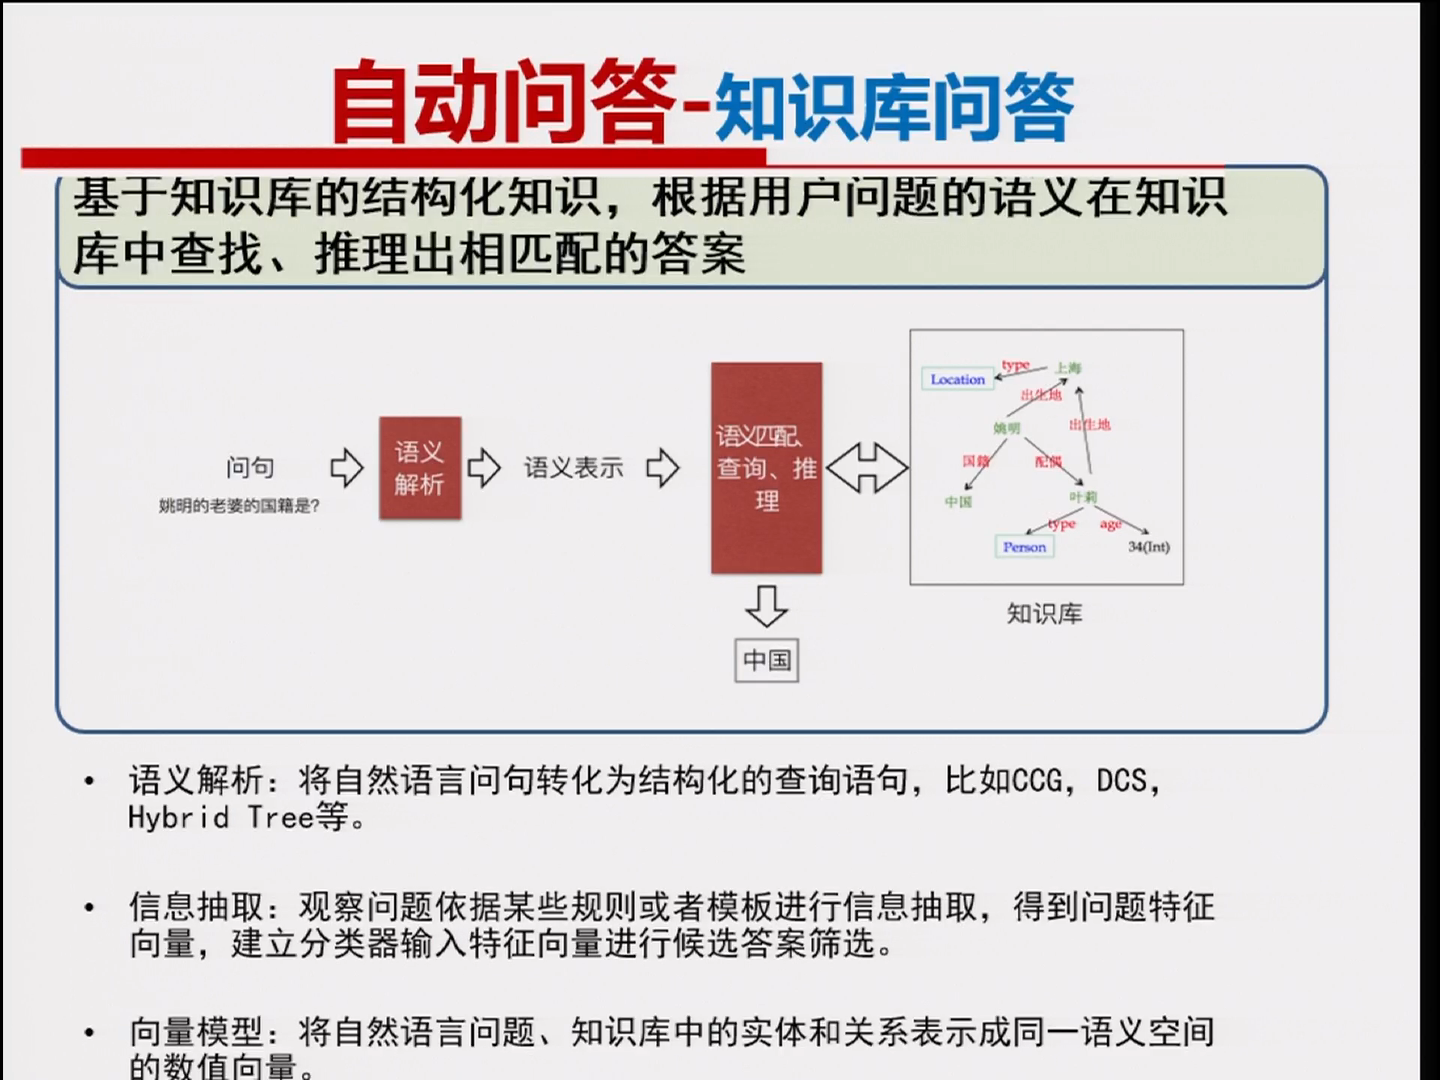 自动问答-知识库问答
基于知识库的结构化知识，根据用户问题的语义在知识
库中查找、推理出相匹配的答案
问句
姚明的老婆的国籍是？
语义
解析
语义表示
语义匹配、
查询、推
理
中国
Location
type
上海
出生地
姚明
出生地
国籍
配偶
中国
叶莉
type
age
Person
34(Int)
知识库
• 语义解析：将自然语言问句转化为结构化的查询语句，比如CCG，DCS，
Hybrid Tree等。
• 信息抽取：观察问题依据某些规则或者模板进行信息抽取，得到问题特征
向量，建立分类器输入特征向量进行候选答案筛选。
• 向量模型：将自然语言问题、知识库中的实体和关系表示成同一语义空间
的数值向量。